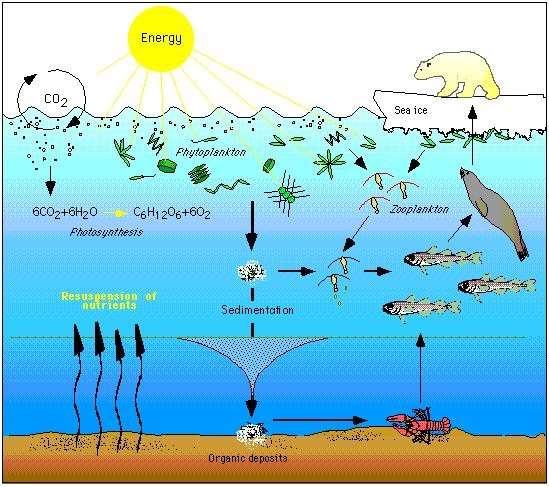 Energy
CO2
Sea ice
Phytoplankton
6CO2+6H2O → C6H12O6+6O2
Photosynthesis
Zooplankton
Resuspension of
nutrients
Sedimentation
Organic deposits